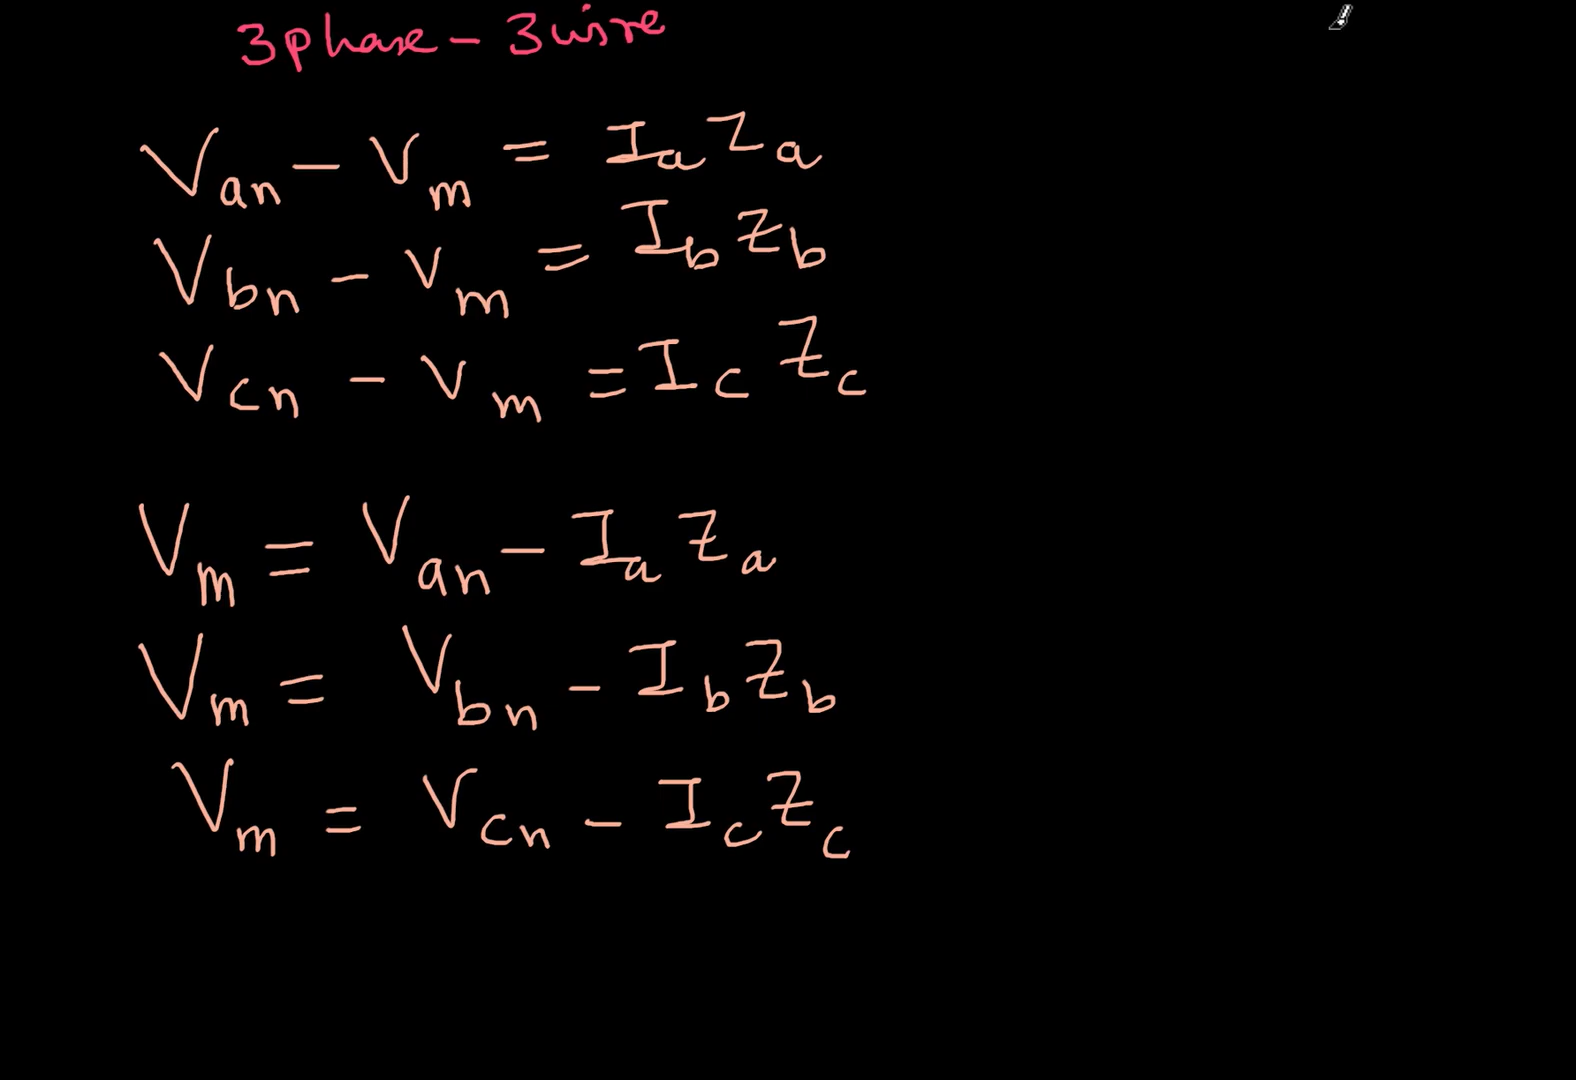 3phase - 3wire
Van - Vm = IaZa
Vbn - Vm = IbZb
Vcn - Vm = IcZc
Vm = Van - IaZa
Vm = Vbn - IbZb
Vm = Vcn - IcZc